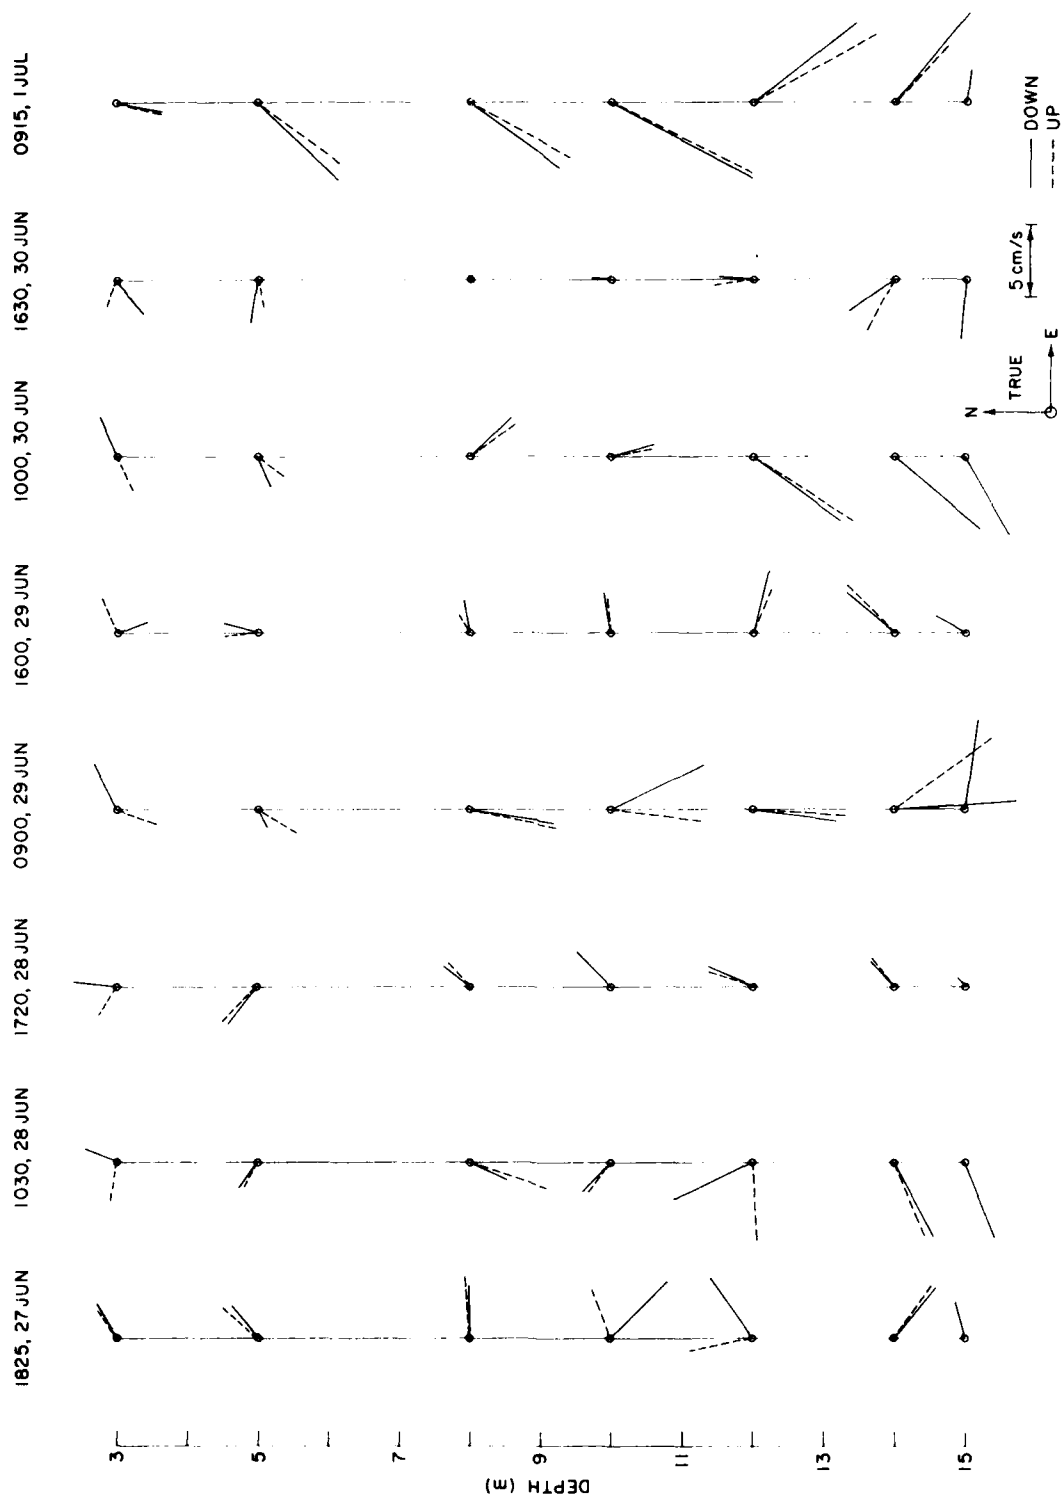 1825, 27 JUN
1030, 28 JUN
1720, 28 JUN
0900, 29 JUN
1600, 29 JUN
1000, 30 JUN
1630, 30 JUN
0915, 1 JUL
DEPTH (m)
3
5
7
9
11
13
15
N
TRUE
E
5 cm/s
DOWN
UP